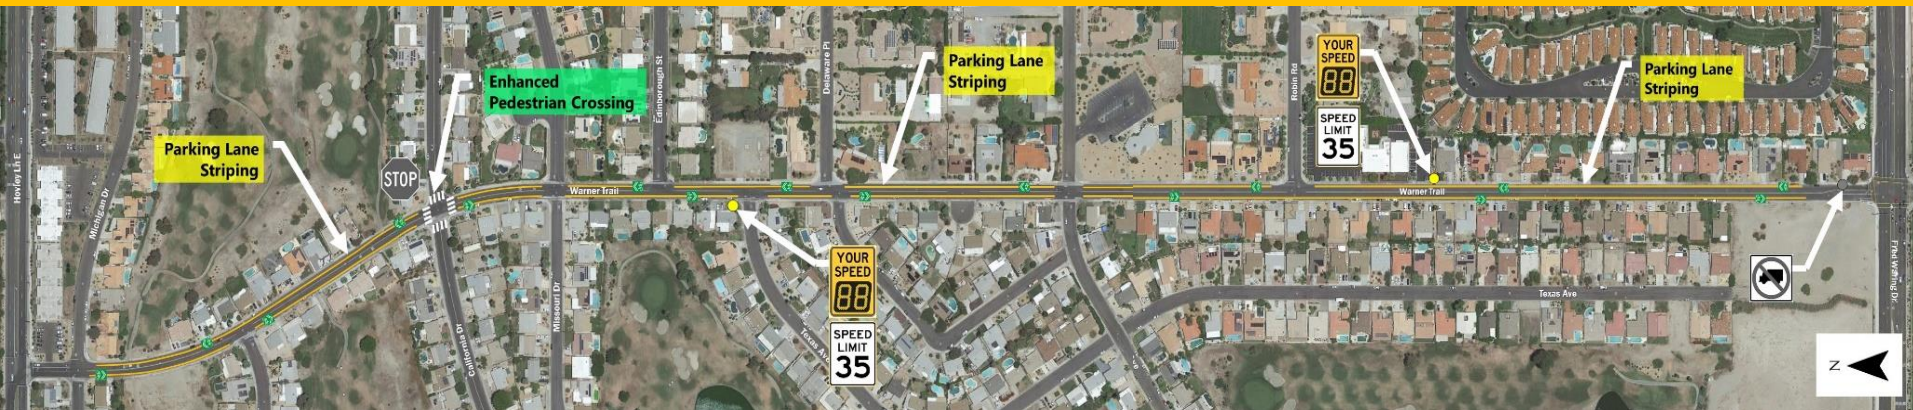 Hovley Ln E
Michigan Dr
Parking Lane
Striping
STOP
Enhanced
Pedestrian Crossing
California Dr
Missouri Dr
Edinborough St
Warner Trail
Delaware Pl
YOUR
SPEED
88
SPEED
LIMIT
35
Texas Ave
Parking Lane
Striping
Robin Rd
YOUR
SPEED
88
SPEED
LIMIT
35
Warner Trail
Parking Lane
Striping
Texas Ave
Fred Waring Dr.
N